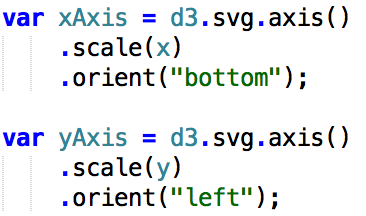 var xAxis = d3.svg.axis()
    .scale(x)
    .orient("bottom");

var yAxis = d3.svg.axis()
    .scale(y)
    .orient("left");